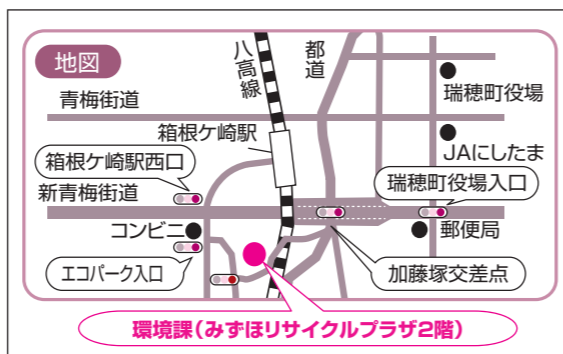 地図
八高線
都道
瑞穂町役場
青梅街道
箱根ケ崎駅
JAにしたま
箱根ケ崎駅西口
瑞穂町役場入口
新青梅街道
コンビニ
郵便局
エコパーク入口
加藤塚交差点
環境課(みずほリサイクルプラザ2階)